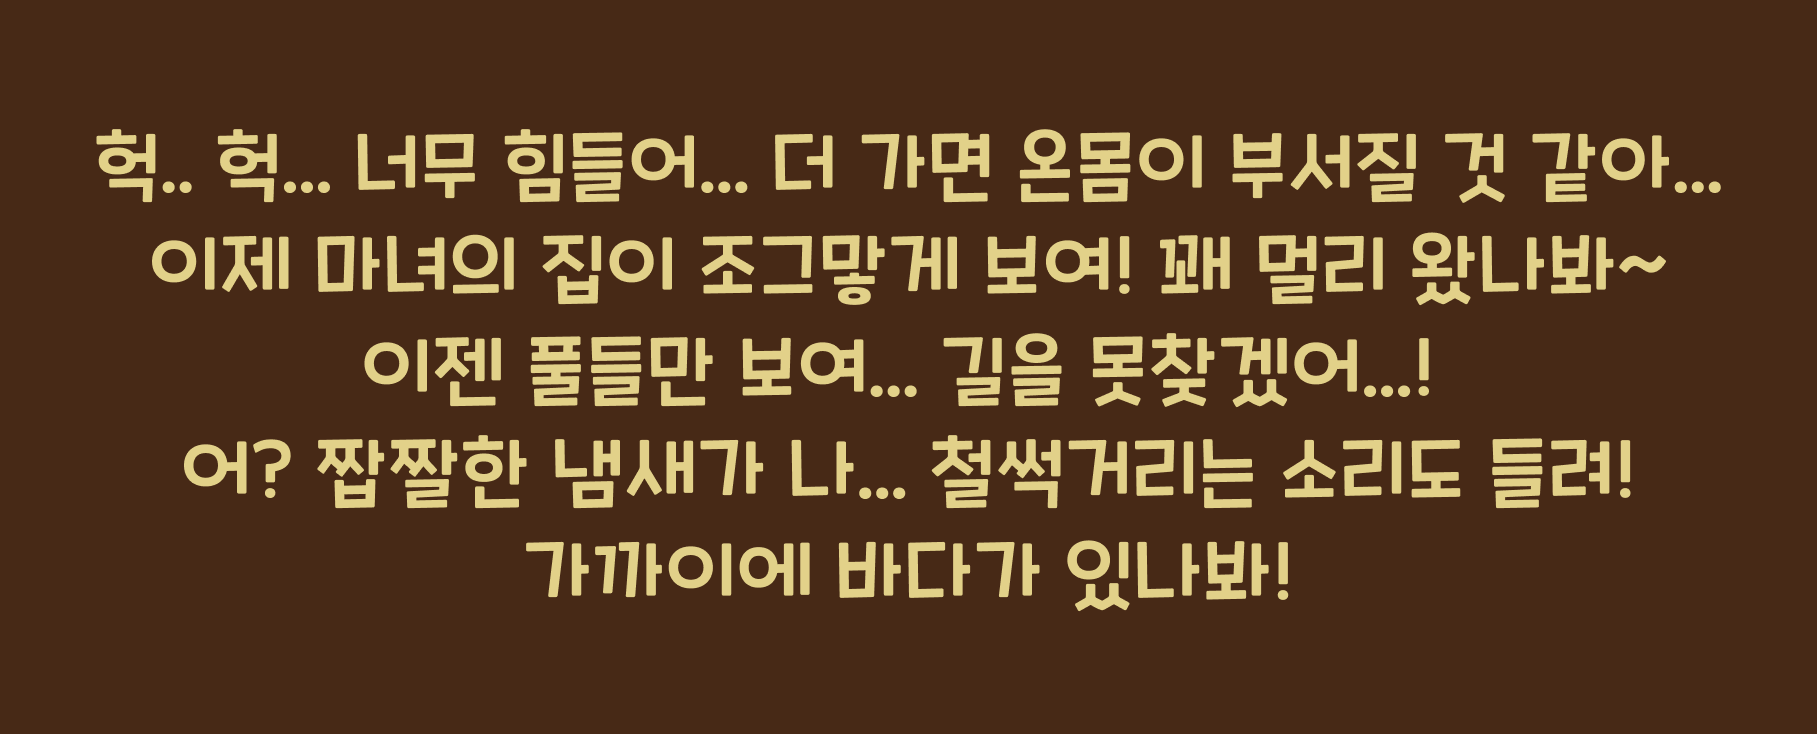 헉.. 헉... 너무 힘들어... 더 가면 온몸이 부서질 것 같아...
이제 마녀의 집이 조그맣게 보여! 꽤 멀리 왔나봐~
이젠 풀들만 보여... 길을 못찾겠어...!
어? 짭짤한 냄새가 나... 철썩거리는 소리도 들려!
가까이에 바다가 있나봐!